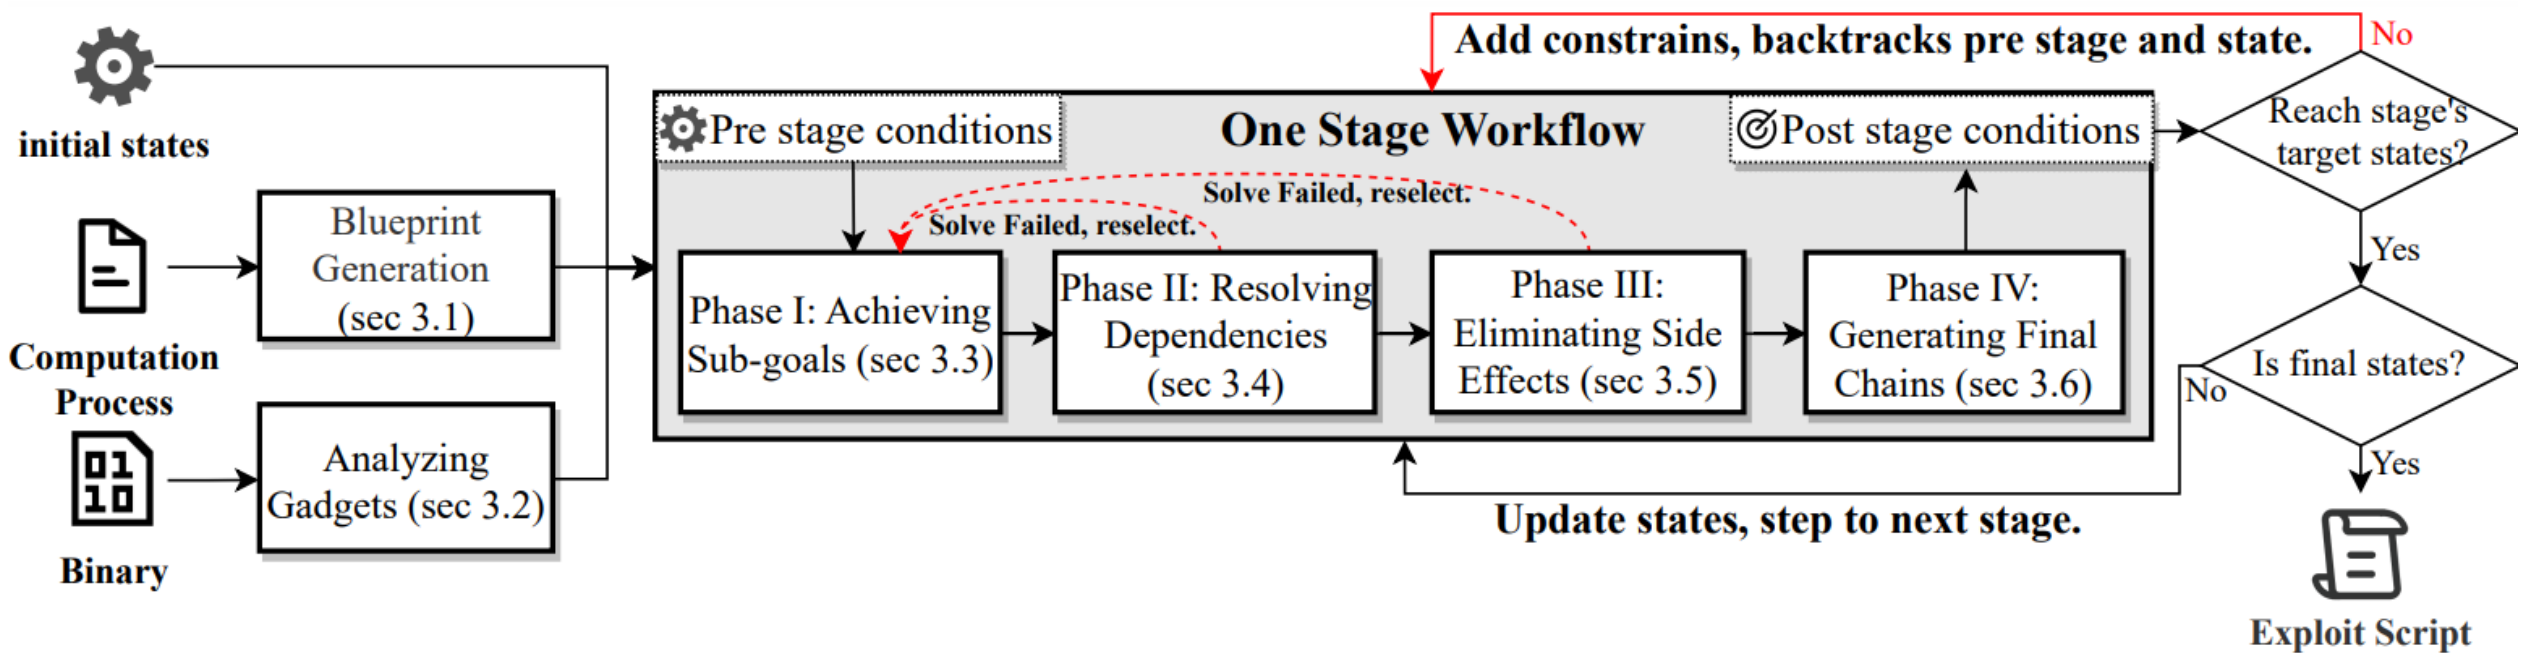 initial states
Computation
Process
01
10
Binary
Blueprint
Generation
(sec 3.1)
Analyzing
Gadgets (sec 3.2)
Add constrains, backtracks pre stage and state.
Pre stage conditions
One Stage Workflow
Post stage conditions
Solve Failed, reselect.
Solve Failed, reselect.
Phase I: Achieving
Sub-goals (sec 3.3)
Phase II: Resolving
Dependencies
(sec 3.4)
Phase III:
Eliminating Side
Effects (sec 3.5)
Phase IV:
Generating Final
Chains (sec 3.6)
Update states, step to next stage.
No
Reach stage's
target states?
Yes
Is final states?
No
Yes
Exploit Script